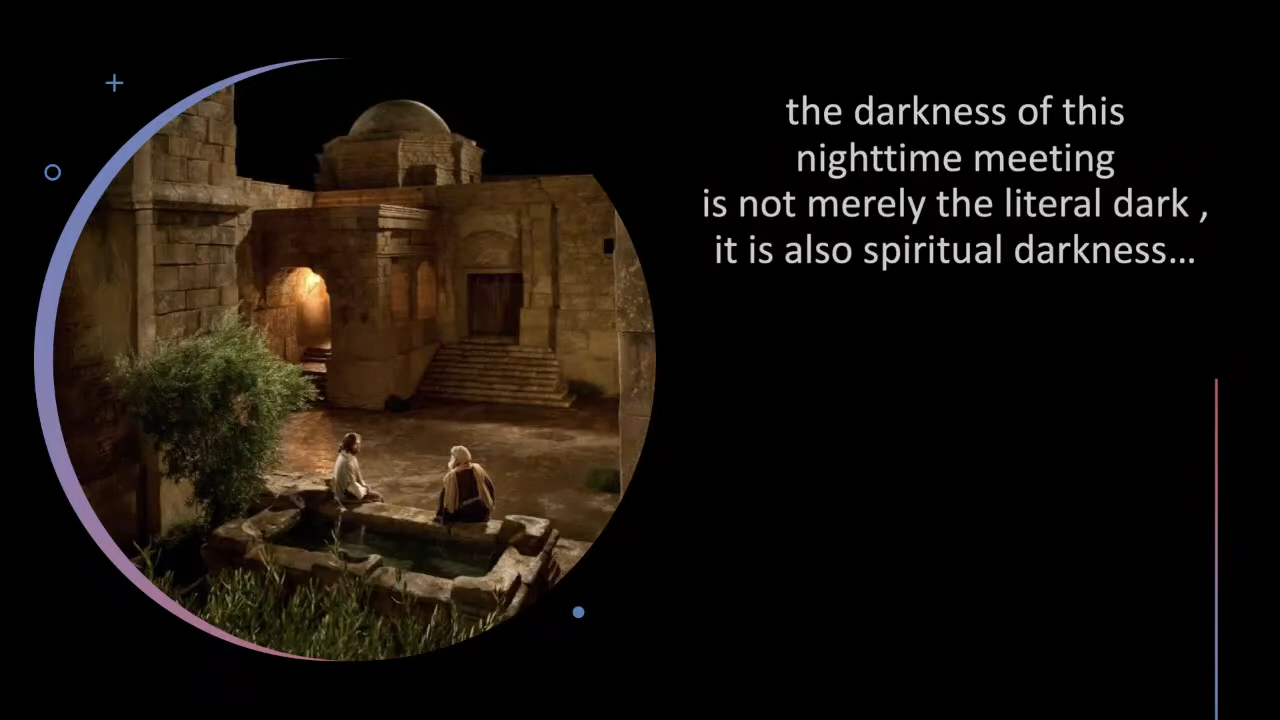 the darkness of this
nighttime meeting
is not merely the literal dark ,
it is also spiritual darkness...